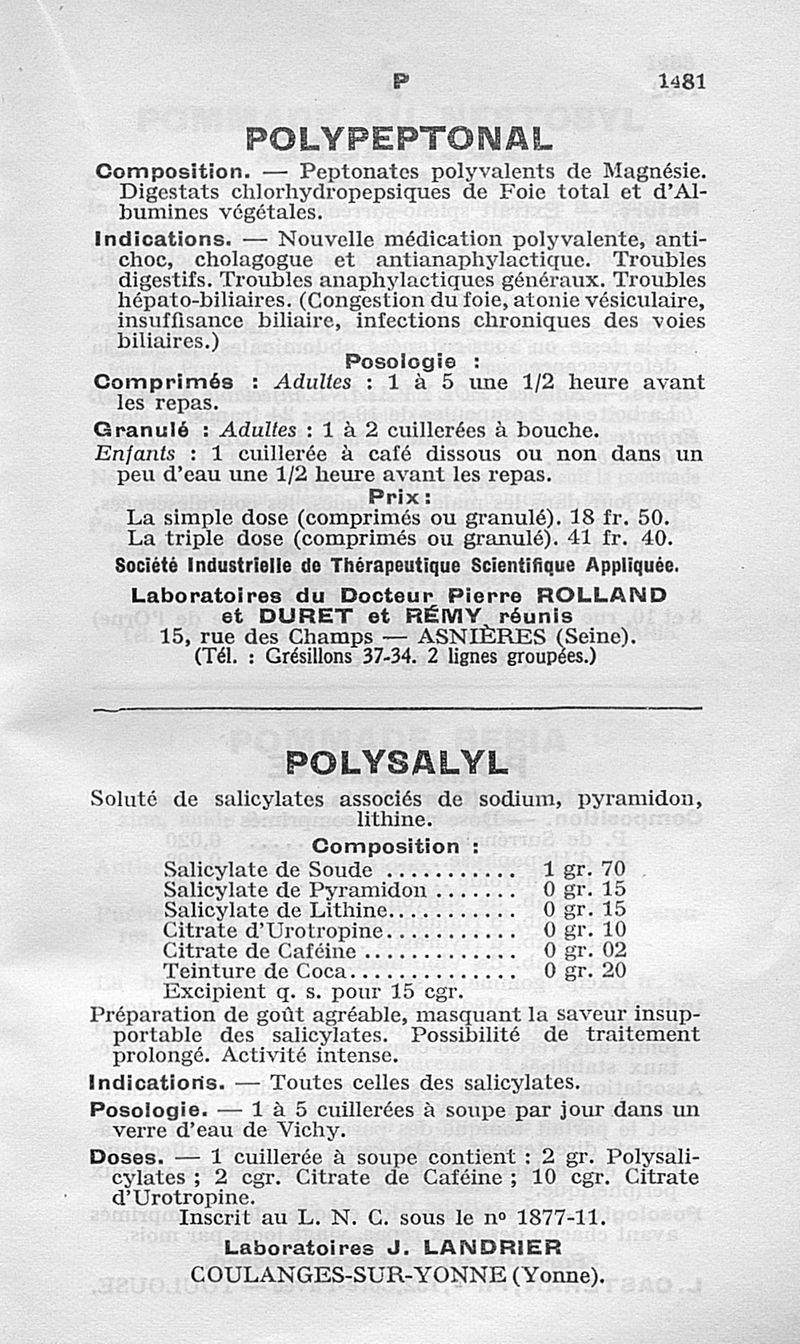 P
1481
POLYPEPTONAL
Composition. — Peptonates polyvalents de Magnésie.
Digestats chlorhydropepsiques de Foie total et d'Al-
bumines végétales.
Indications. — Nouvelle médication polyvalente, anti-
choc, cholagogue et antianaphylactique. Troubles
digestifs. Troubles anaphylactiques généraux. Troubles
hépato-biliaires. (Congestion du foie, atonie vésiculaire,
insuffisance biliaire, infections chroniques des voies
biliaires.)
Posologie :
Comprimés : Adultes : 1 à 5 une 1/2 heure avant
les repas.
Granulé : Adultes : 1 à 2 cuillerées à bouche.
Enfants : 1 cuillerée à café dissous ou non dans un
peu d'eau une 1/2 heure avant les repas.
Prix :
La simple dose (comprimés ou granulé). 18 fr. 50.
La triple dose (comprimés ou granulé). 41 fr. 40.
Société Industrielle de Thérapeutique Scientifique Appliquée.
Laboratoires du Docteur Pierre ROLLAND
et DURET et RÉMY réunis
15, rue des Champs — ASNIÈRES (Seine).
(Tél. : Grésillons 37-34. 2 lignes groupées.)
POLYSALYL
Soluté de salicylates associés de sodium, pyramidon,
lithine.
Composition :
Salicylate de Soude ........... 1 gr. 70
Salicylate de Pyramidon ....... 0 gr. 15
Salicylate de Lithine........... 0 gr. 15
Citrate d'Urotropine........... 0 gr. 10
Citrate de Caféine ............. 0 gr. 02
Teinture de Coca.............. 0 gr. 20
Excipient q. s. pour 15 cgr.
Préparation de goût agréable, masquant la saveur insup-
portable des salicylates. Possibilité de traitement
prolongé. Activité intense.
Indications. — Toutes celles des salicylates.
Posologie. — 1 à 5 cuillerées à soupe par jour dans un
verre d'eau de Vichy.
Doses. — 1 cuillerée à soupe contient : 2 gr. Polysali-
cylates ; 2 cgr. Citrate de Caféine ; 10 cgr. Citrate
d'Urotropine.
Inscrit au L. N. C. sous le nº 1877-11.
Laboratoires J. LANDRIER
COULANGES-SUR-YONNE (Yonne).